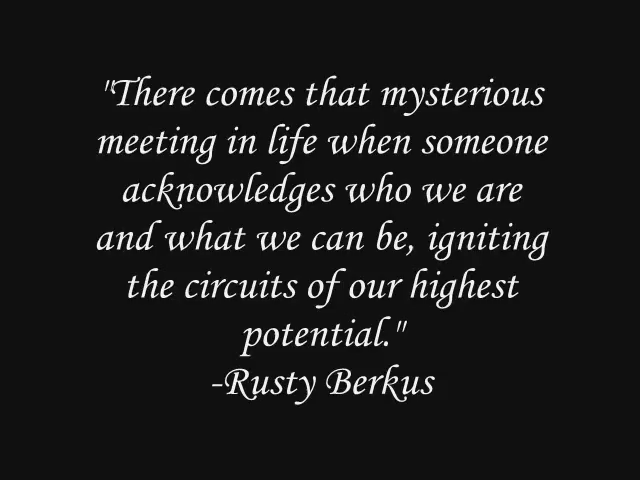 "There comes that mysterious
meeting in life when someone
acknowledges who we are
and what we can be, igniting
the circuits of our highest
potential."
-Rusty Berkus